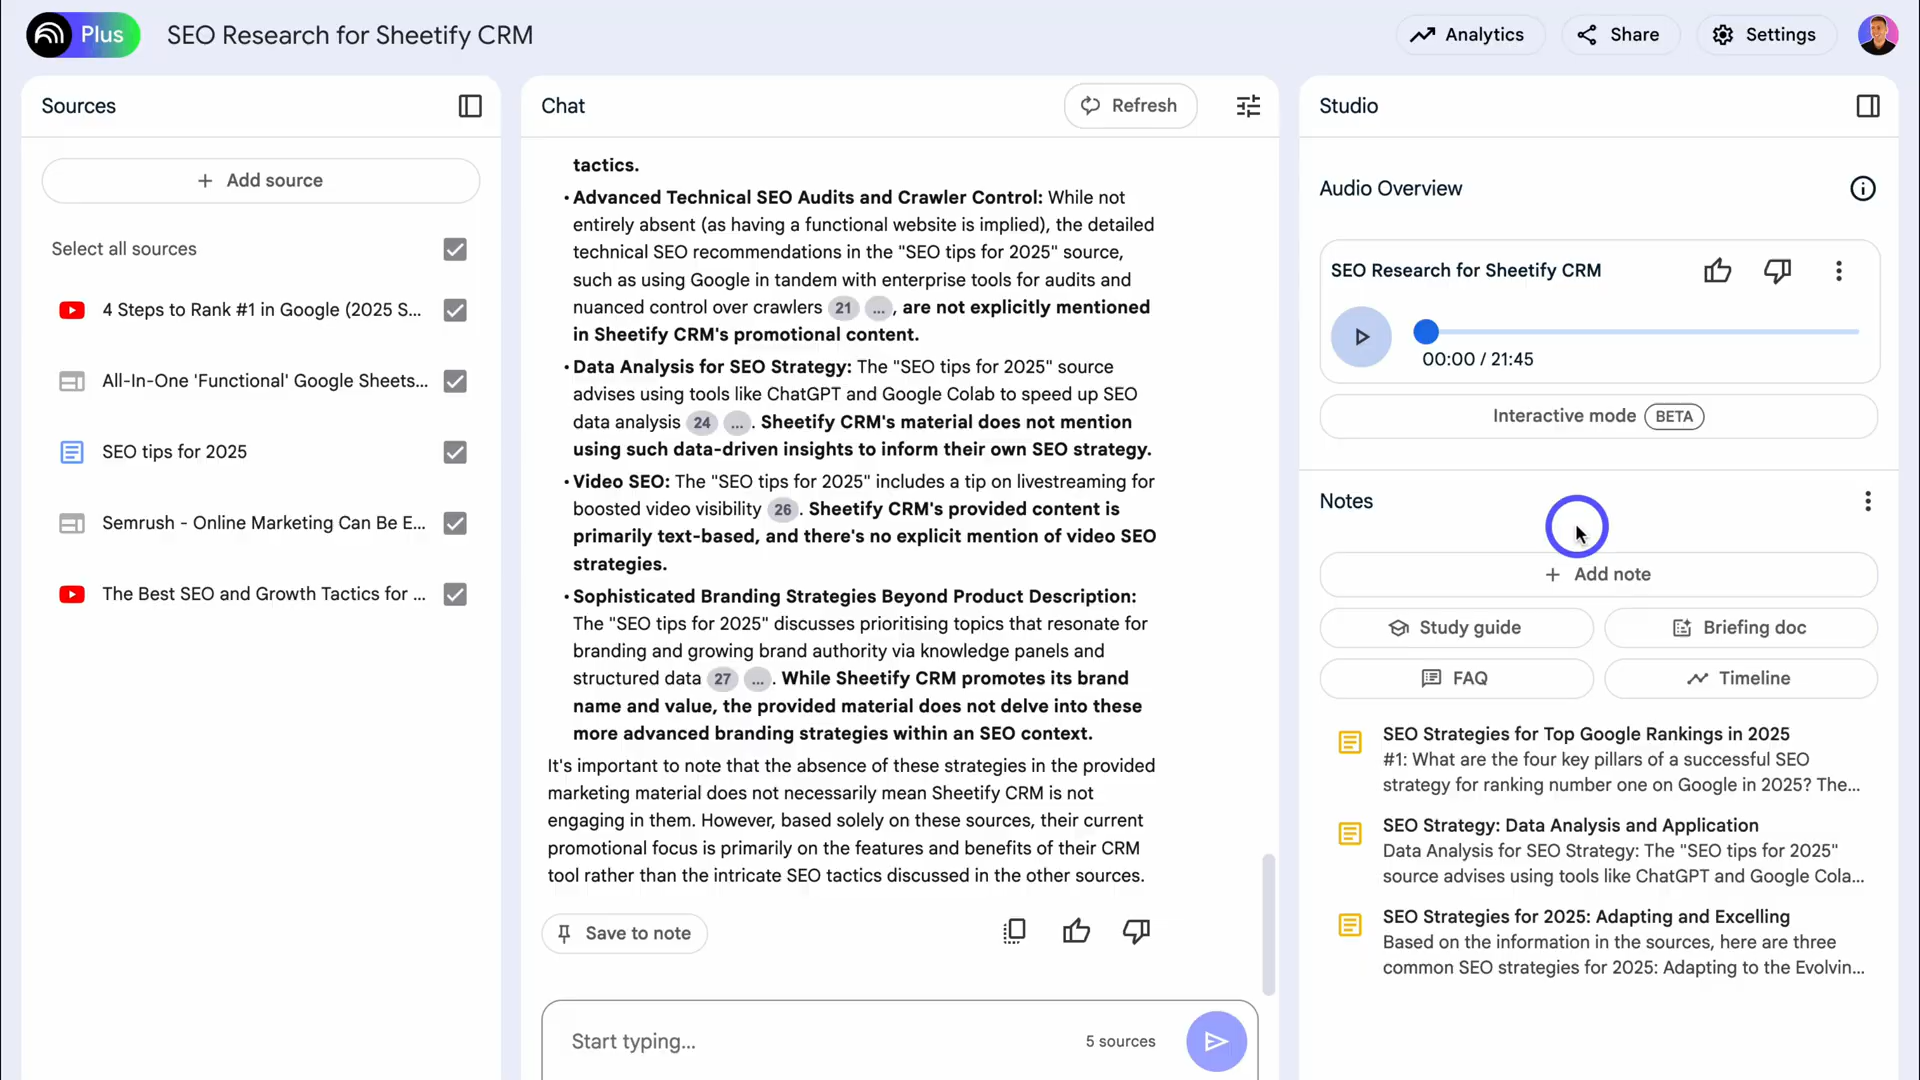 Plus
SEO Research for Sheetify CRM
Analytics
Share
Settings
Sources
Add source
Select all sources
4 Steps to Rank #1 in Google (2025 S...
All-In-One 'Functional' Google Sheets...
SEO tips for 2025
Semrush - Online Marketing Can Be E...
The Best SEO and Growth Tactics for ...
Chat
Refresh
tactics.
• Advanced Technical SEO Audits and Crawler Control: While not
entirely absent (as having a functional website is implied), the detailed
technical SEO recommendations in the "SEO tips for 2025" source,
such as using Google in tandem with enterprise tools for audits and
nuanced control over crawlers 21 ... , are not explicitly mentioned
in Sheetify CRM's promotional content.
• Data Analysis for SEO Strategy: The "SEO tips for 2025" source
advises using tools like ChatGPT and Google Colab to speed up SEO
data analysis 24 ... . Sheetify CRM's material does not mention
using such data-driven insights to inform their own SEO strategy.
• Video SEO: The "SEO tips for 2025" includes a tip on livestreaming for
boosted video visibility 26 . Sheetify CRM's provided content is
primarily text-based, and there's no explicit mention of video SEO
strategies.
• Sophisticated Branding Strategies Beyond Product Description:
The "SEO tips for 2025" discusses prioritising topics that resonate for
branding and growing brand authority via knowledge panels and
structured data 27 ... . While Sheetify CRM promotes its brand
name and value, the provided material does not delve into these
more advanced branding strategies within an SEO context.
It's important to note that the absence of these strategies in the provided
marketing material does not necessarily mean Sheetify CRM is not
engaging in them. However, based solely on these sources, their current
promotional focus is primarily on the features and benefits of their CRM
tool rather than the intricate SEO tactics discussed in the other sources.
Save to note
Start typing...
5 sources
Studio
Audio Overview
SEO Research for Sheetify CRM
00:00 / 21:45
Interactive mode BETA
Notes
Add note
Study guide
Briefing doc
FAQ
Timeline
SEO Strategies for Top Google Rankings in 2025
#1: What are the four key pillars of a successful SEO
strategy for ranking number one on Google in 2025? The...
SEO Strategy: Data Analysis and Application
Data Analysis for SEO Strategy: The "SEO tips for 2025"
source advises using tools like ChatGPT and Google Cola...
SEO Strategies for 2025: Adapting and Excelling
Based on the information in the sources, here are three
common SEO strategies for 2025: Adapting to the Evolvin...